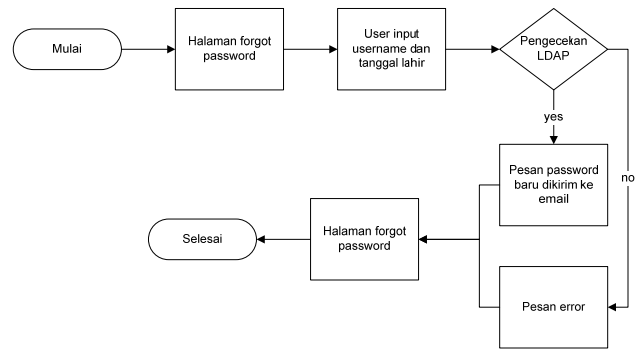 Mulai
Halaman forgot
password
User input
username dan
tanggal lahir
Pengecekan
LDAP
yes
no
Pesan password
baru dikirim ke
email
Halaman forgot
password
Selesai
Pesan error